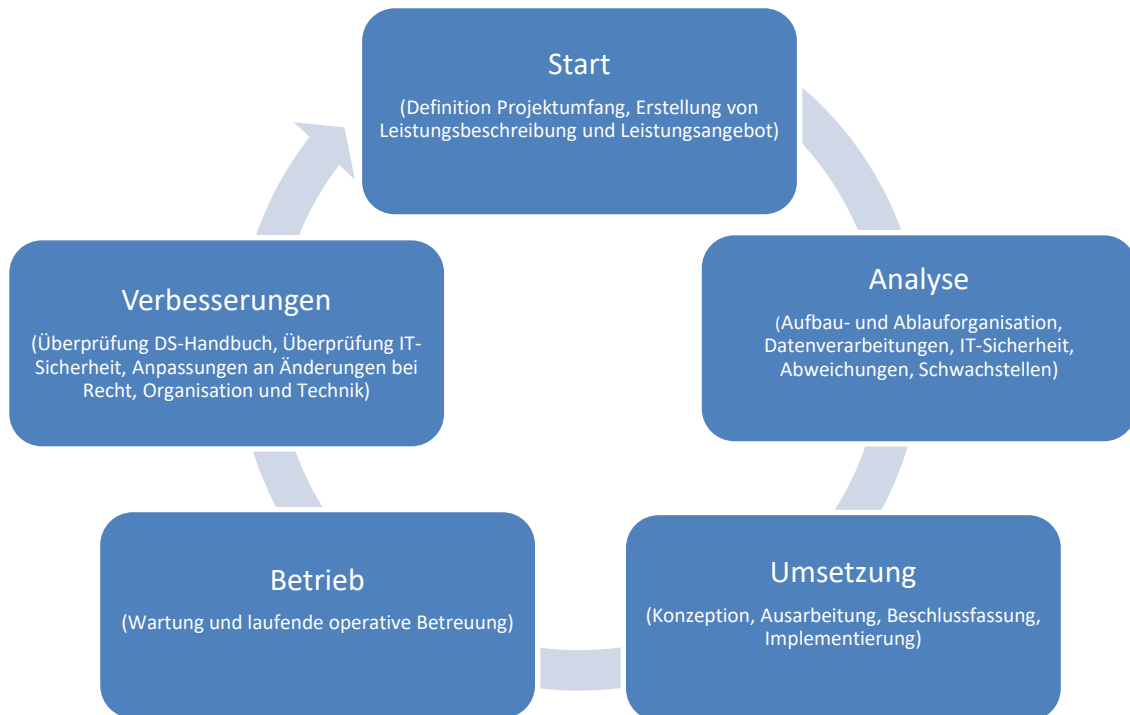 Start
(Definition Projektumfang, Erstellung von
Leistungsbeschreibung und Leistungsangebot)
Analyse
(Aufbau- und Ablauforganisation,
Datenverarbeitungen, IT-Sicherheit,
Abweichungen, Schwachstellen)
Umsetzung
(Konzeption, Ausarbeitung, Beschlussfassung,
Implementierung)
Betrieb
(Wartung und laufende operative Betreuung)
Verbesserungen
(Überprüfung DS-Handbuch, Überprüfung IT-
Sicherheit, Anpassungen an Änderungen bei
Recht, Organisation und Technik)